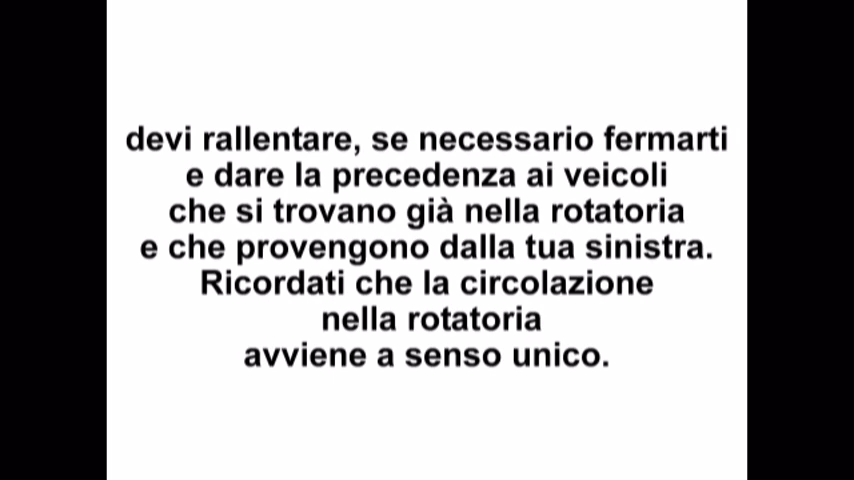 devi rallentare, se necessario fermarti
e dare la precedenza ai veicoli
che si trovano già nella rotatoria
e che provengono dalla tua sinistra.
Ricordati che la circolazione
nella rotatoria
avviene a senso unico.